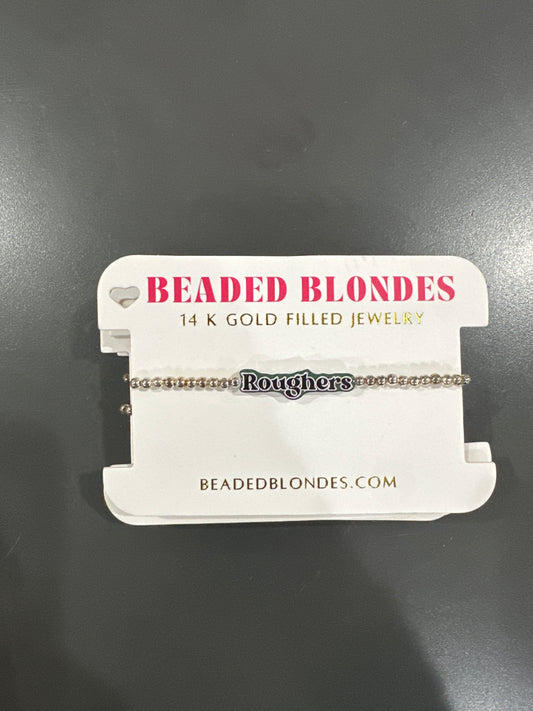 BEADED BLONDES
14 K GOLD FILLED JEWELRY
Roughers
BEADEDBLONDES.COM